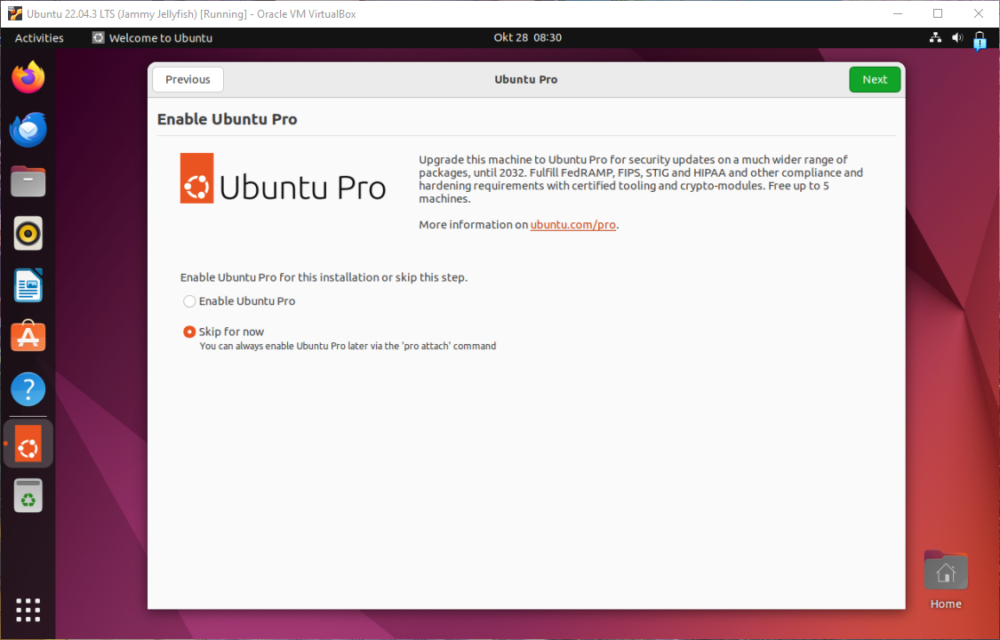 Ubuntu 22.04.3 LTS (Jammy Jellyfish) [Running] - Oracle VM VirtualBox
Activities
Welcome to Ubuntu
Okt 28 08:30
Previous
Ubuntu Pro
Next
Enable Ubuntu Pro
Ubuntu Pro
Upgrade this machine to Ubuntu Pro for security updates on a much wider range of
packages, until 2032. Fulfill FedRAMP, FIPS, STIG and HIPAA and other compliance and
hardening requirements with certified tooling and crypto-modules. Free up to 5
machines.
More information on ubuntu.com/pro.
Enable Ubuntu Pro for this installation or skip this step.
Enable Ubuntu Pro
Skip for now
You can always enable Ubuntu Pro later via the 'pro attach' command
Home